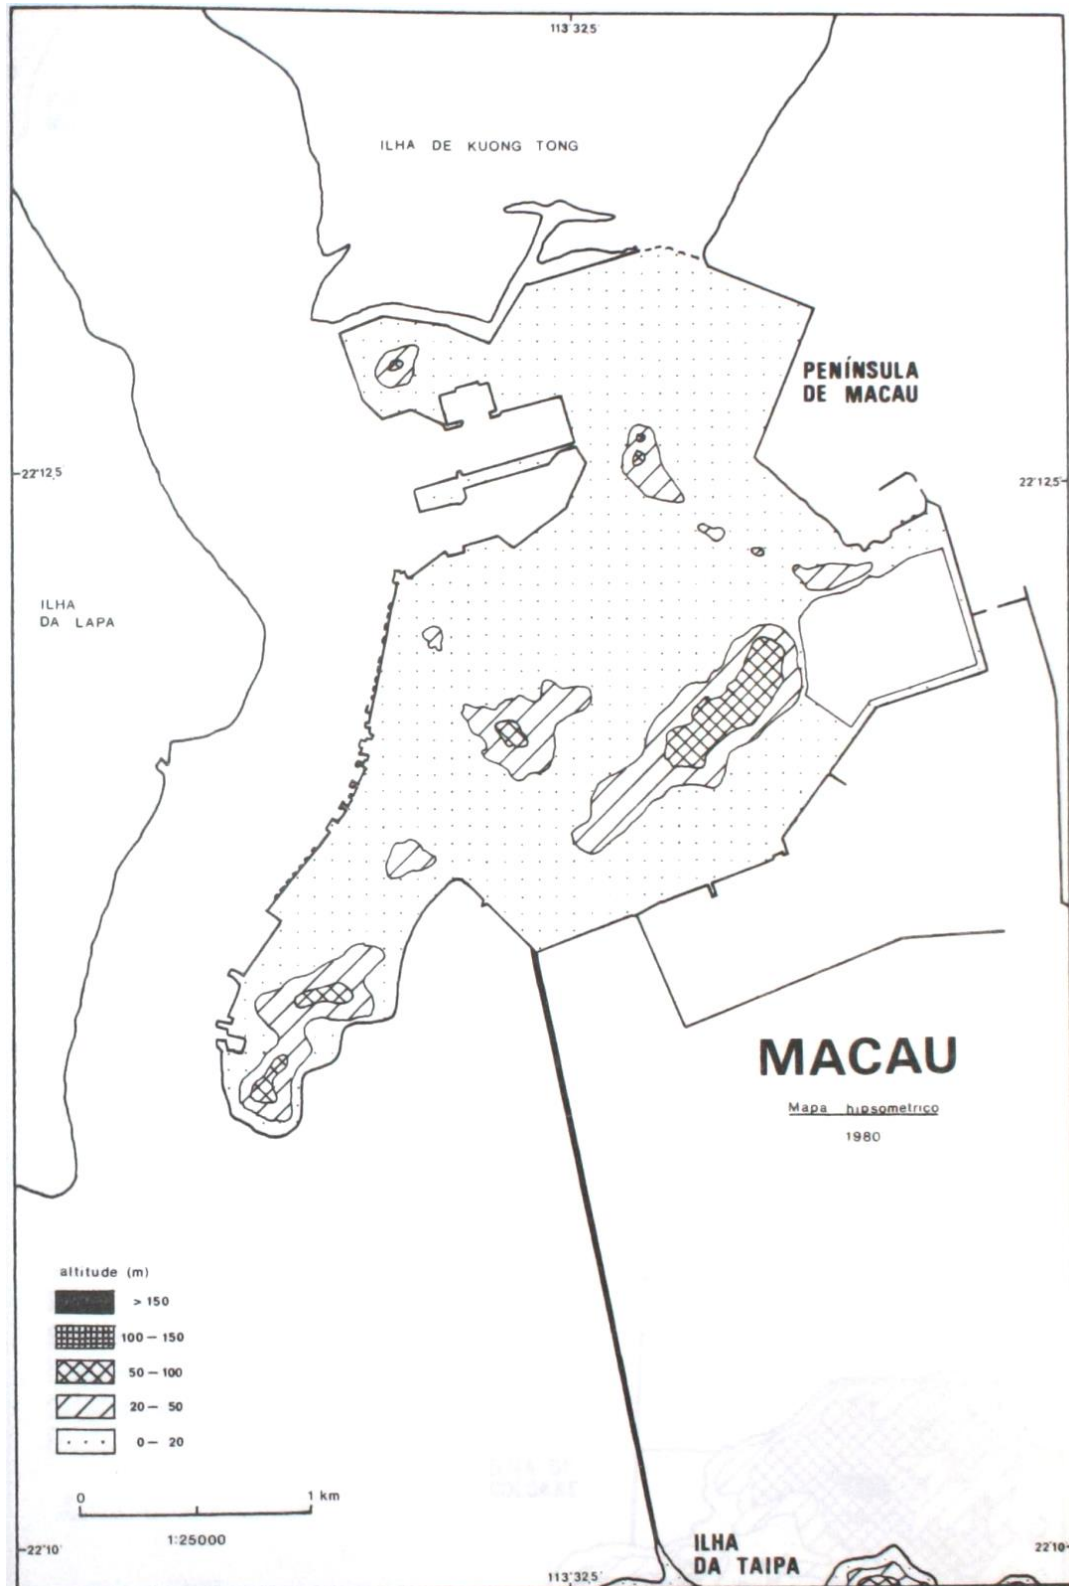 113°32,5'
ILHA DE KUONG TONG
PENÍNSULA
DE MACAU
22°12,5
22°12,5
ILHA
DA LAPA
MACAU
Mapa hipsometrico
1980
altitude (m)
> 150
100 – 150
50 – 100
20 – 50
0 – 20
0 1 km
1:25000
22°10'
113°32,5'
ILHA
DA TAIPA
22°10'